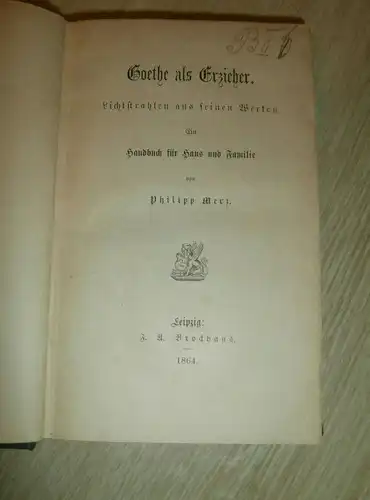 Goethe als Erzieher.
Lichtstrahlen aus seinen Werken
Ein
Handbuch für Haus und Familie
von
Philipp Merz.
Leipzig:
F. A. Brockhaus.
1864.